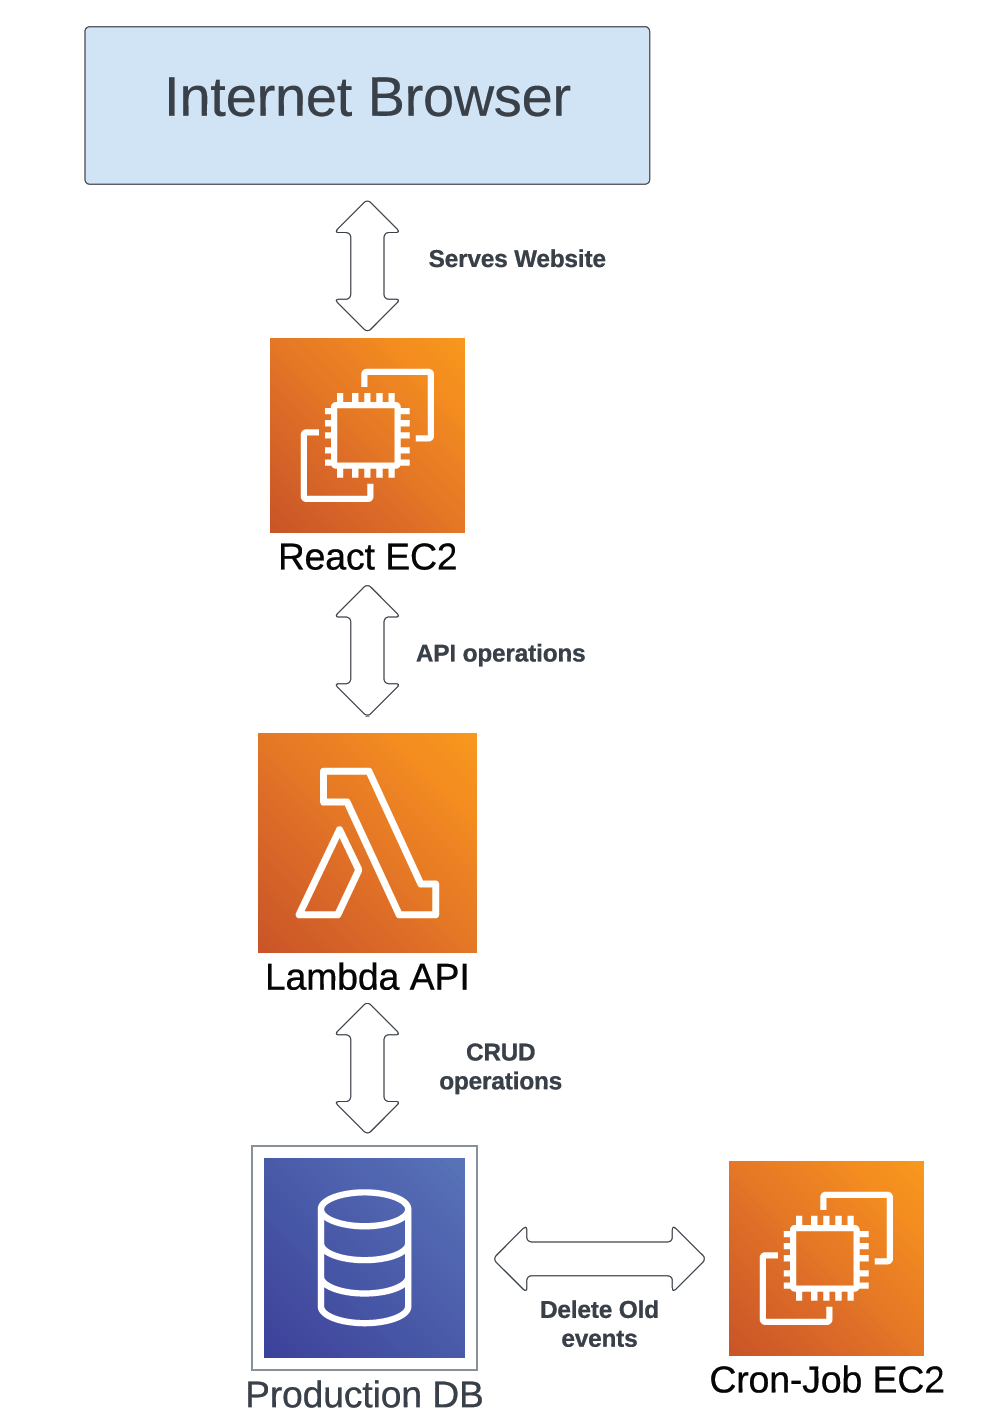 Internet Browser
Serves Website
React EC2
API operations
Lambda API
CRUD
operations
Production DB
Delete Old
events
Cron-Job EC2